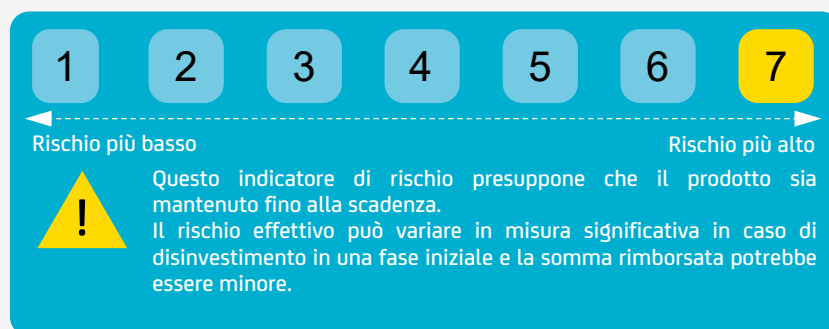 1 2 3 4 5 6 7
Rischio più basso Rischio più alto
! Questo indicatore di rischio presuppone che il prodotto sia
mantenuto fino alla scadenza.
Il rischio effettivo può variare in misura significativa in caso di
disinvestimento in una fase iniziale e la somma rimborsata potrebbe
essere minore.